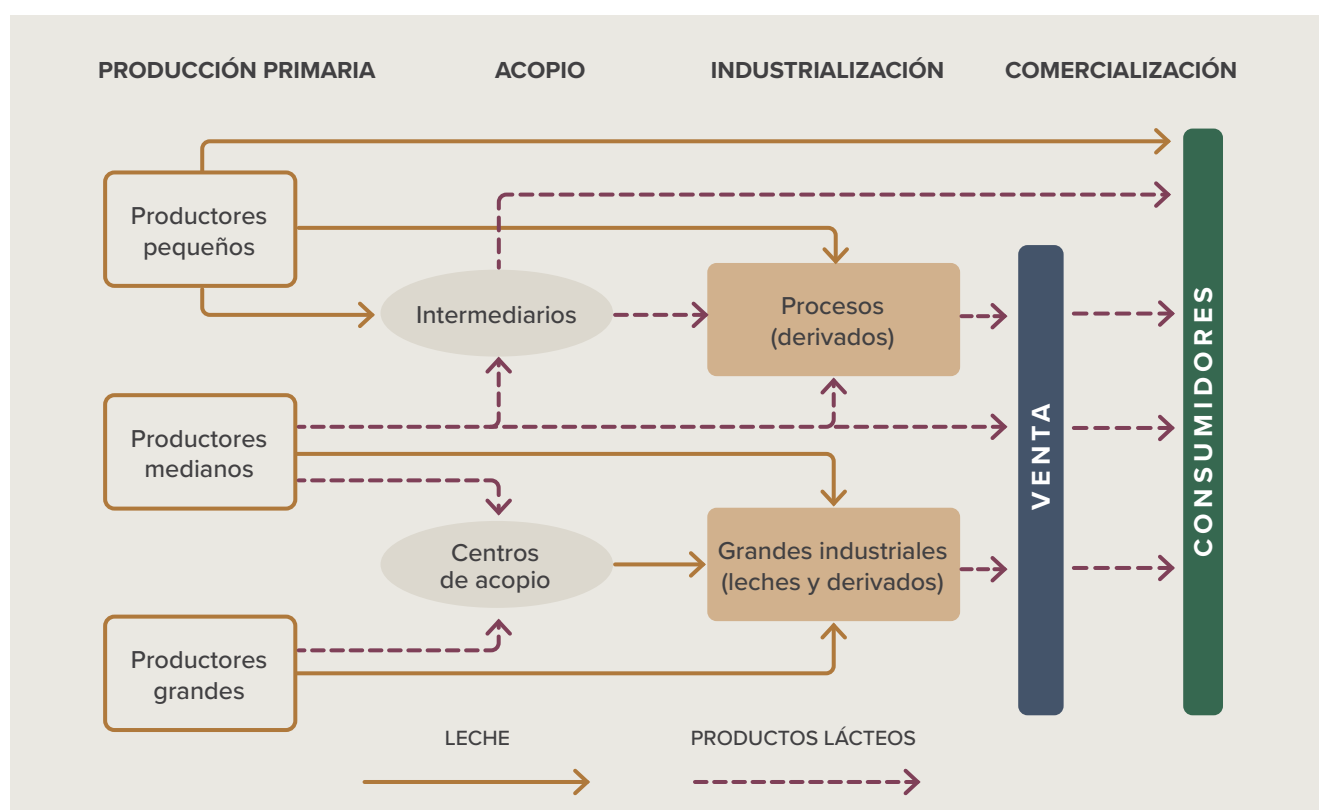 PRODUCCIÓN PRIMARIA
ACOPIO
INDUSTRIALIZACIÓN
COMERCIALIZACIÓN
Productores
pequeños
Intermediarios
Procesos
(derivados)
Productores
medianos
Centros
de acopio
Grandes industriales
(leches y derivados)
Productores
grandes
VENTA
CONSUMIDORES
LECHE
PRODUCTOS LÁCTEOS